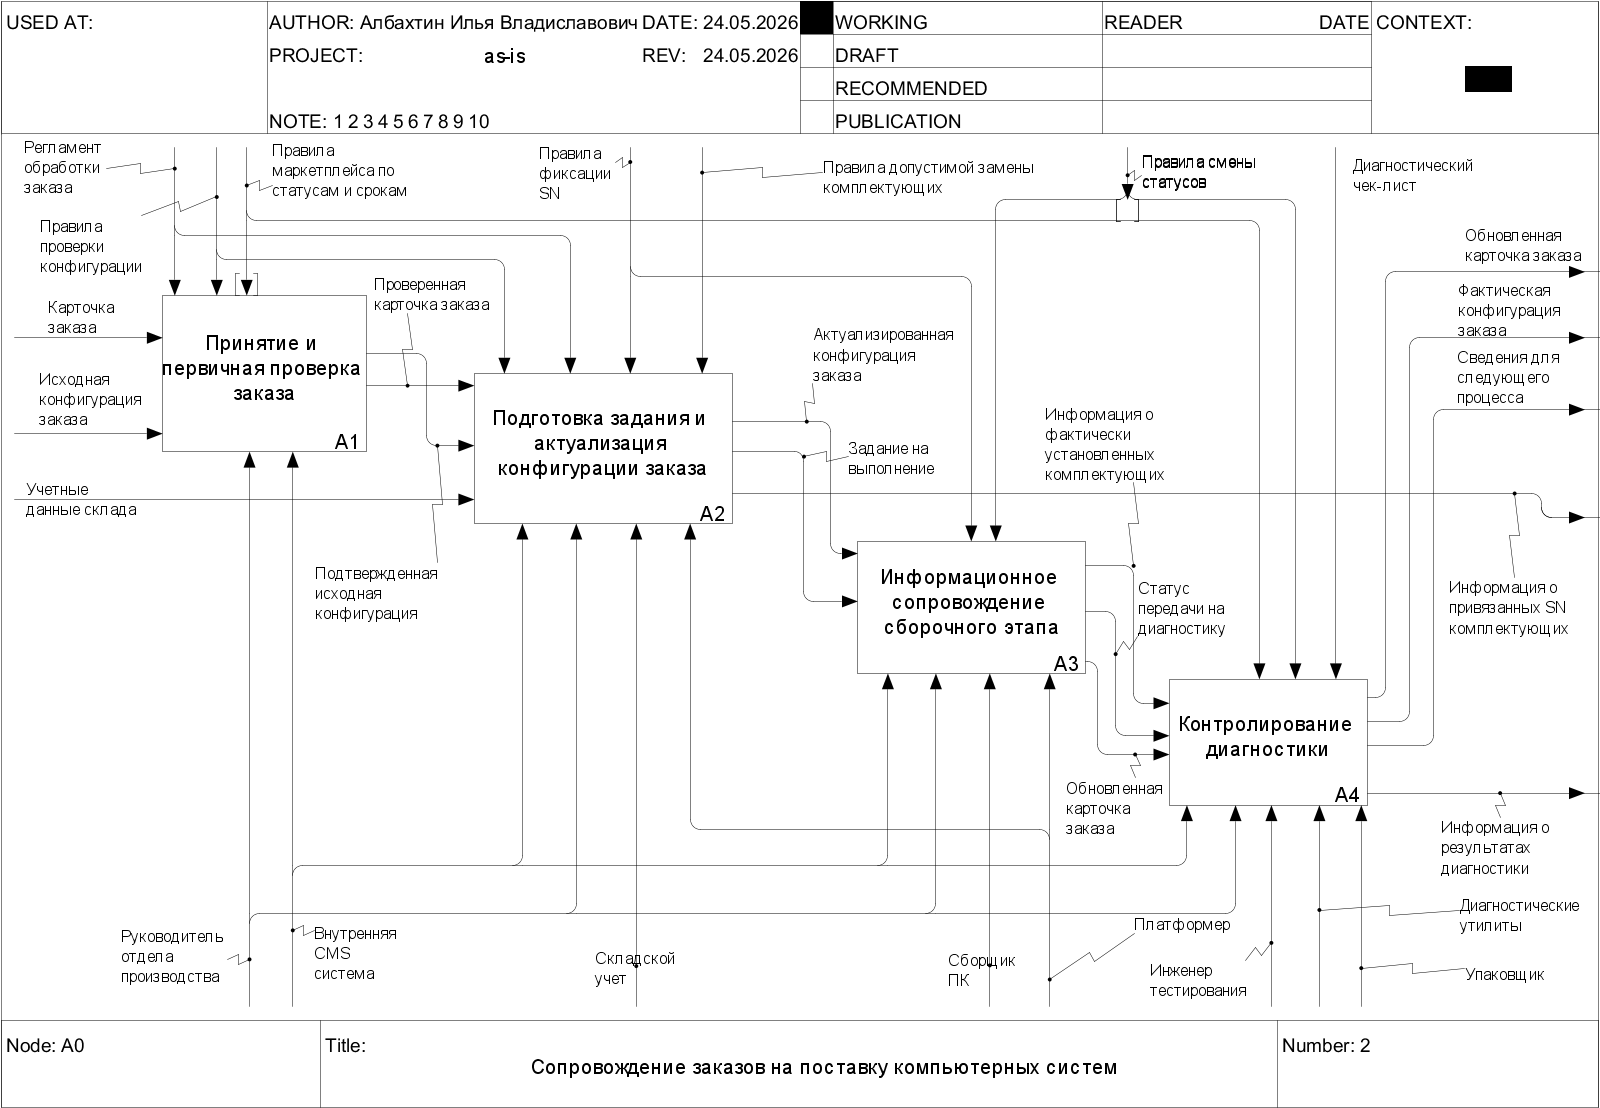 USED AT:
AUTHOR: Албахтин Илья Владиславович
DATE: 24.05.2026
PROJECT:
as-is
REV: 24.05.2026
NOTE: 1 2 3 4 5 6 7 8 9 10
WORKING
DRAFT
RECOMMENDED
PUBLICATION
READER
DATE
CONTEXT:
Регламент
обработки
заказа
Правила
маркетплейса по
статусам и срокам
Правила
фиксации
SN
Правила допустимой замены
комплектующих
Правила смены
статусов
Диагностический
чек-лист
Правила
проверки
конфигурации
Обновленная
карточка заказа
Карточка
заказа
Проверенная
карточка заказа
Фактическая
конфигурация
заказа
Принятие и
первичная проверка
заказа
A1
Актуализированная
конфигурация
заказа
Сведения для
следующего
процесса
Исходная
конфигурация
заказа
Подготовка задания и
актуализация
конфигурации заказа
A2
Задание на
выполнение
Информация о
фактически
установленных
комплектующих
Учетные
данные склада
Подтвержденная
исходная
конфигурация
Информационное
сопровождение
сборочного этапа
A3
Статус
передачи на
диагностику
Информация о
привязанных SN
комплектующих
Контролирование
диагностики
A4
Обновленная
карточка
заказа
Информация о
результатах
диагностики
Руководитель
отдела
производства
Внутренняя
CMS
система
Складской
учет
Сборщик
ПК
Платформер
Инженер
тестирования
Диагностические
утилиты
Упаковщик
Node: A0
Title:
Сопровождение заказов на поставку компьютерных систем
Number: 2